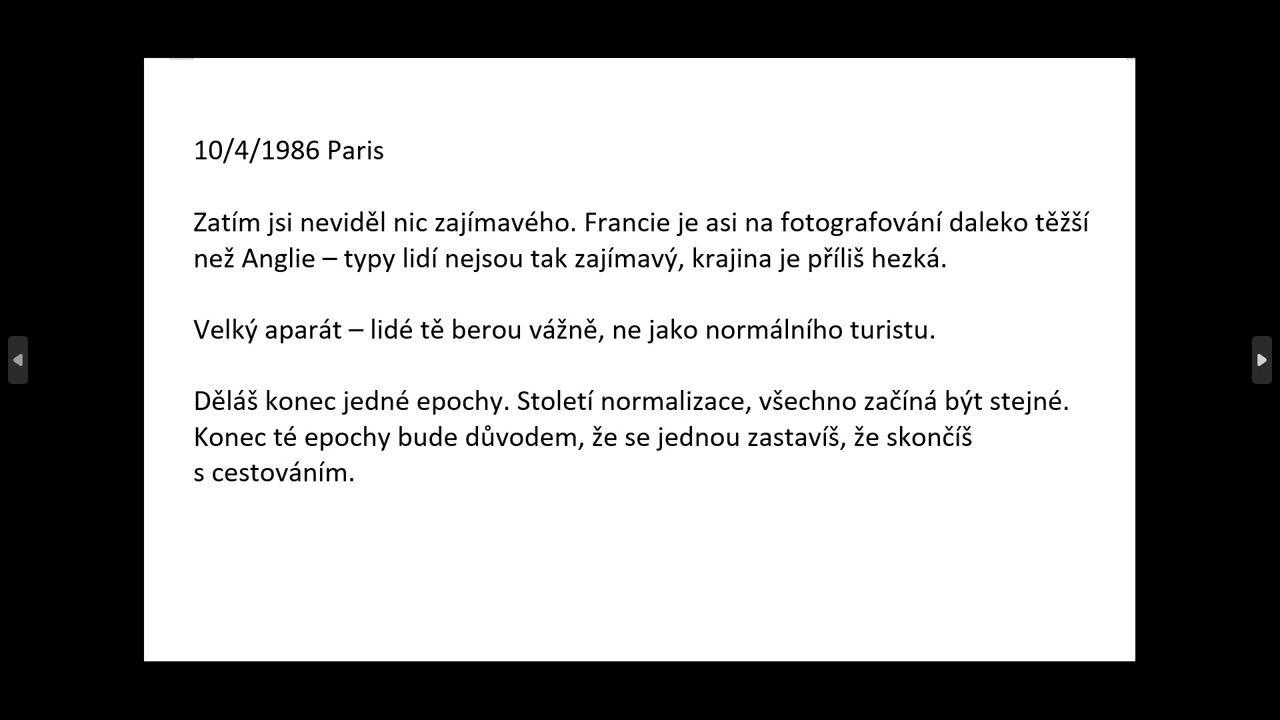 10/4/1986 Paris
Zatím jsi neviděl nic zajímavého. Francie je asi na fotografování daleko těžší
než Anglie – typy lidí nejsou tak zajímavý, krajina je příliš hezká.
Velký aparát – lidé tě berou vážně, ne jako normálního turistu.
Děláš konec jedné epochy. Století normalizace, všechno začíná být stejné.
Konec té epochy bude důvodem, že se jednou zastavíš, že skončíš
s cestováním.